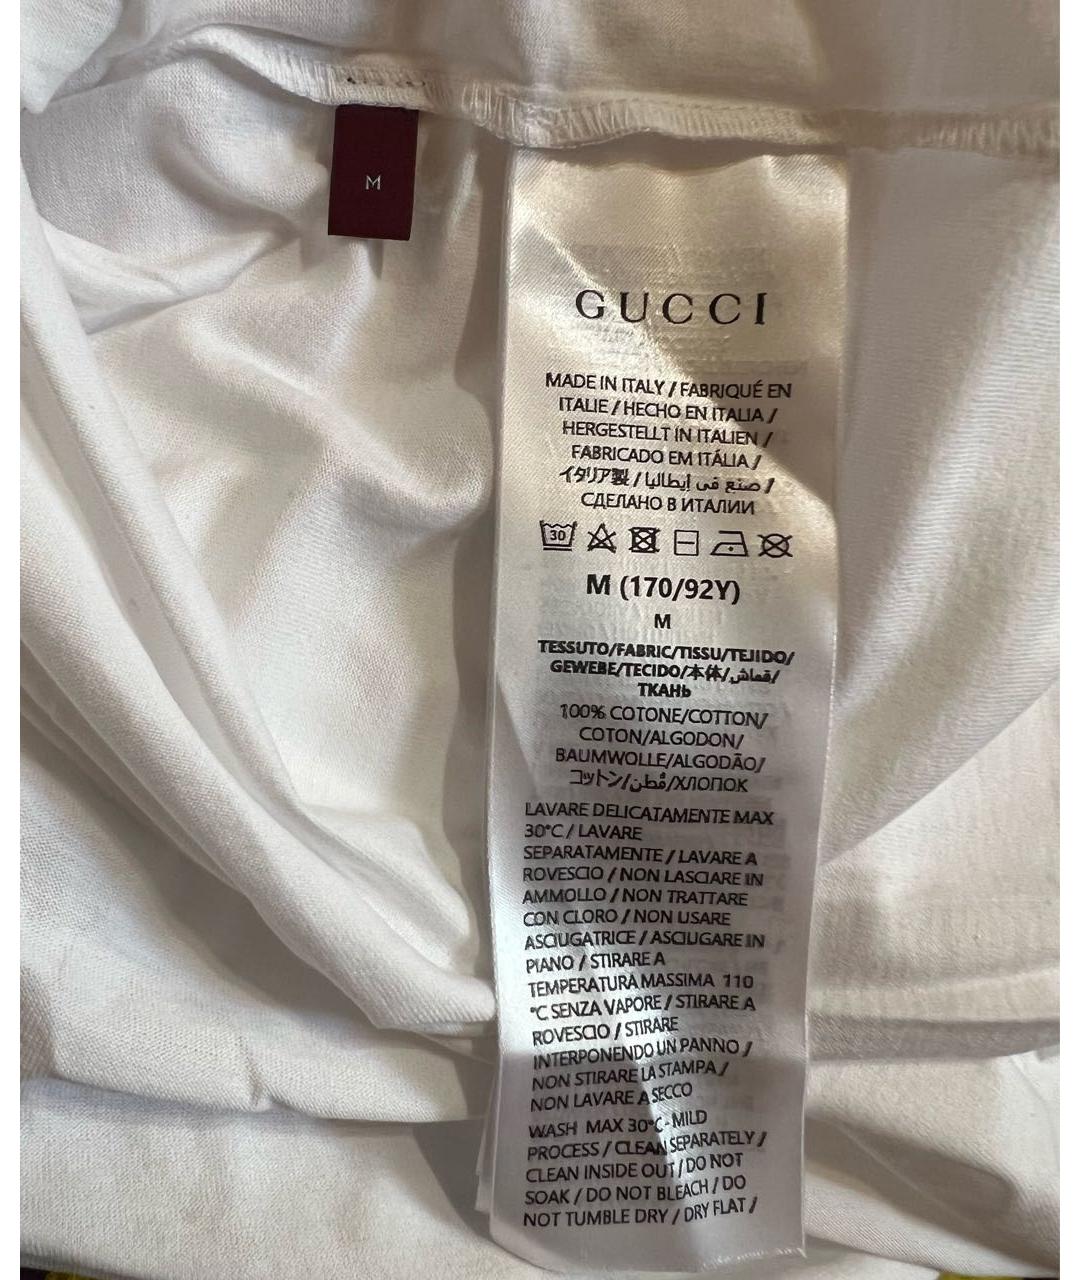 M
GUCCI
MADE IN ITALY / FABRIQUÉ EN
ITALIE / HECHO EN ITALIA /
HERGESTELLT IN ITALIEN /
FABRICADO EM ITÁLIA /
イタリア製 / صنع في إيطاليا /
СДЕЛАНО В ИТАЛИИ
30
M (170/92Y)
M
TESSUTO/FABRIC/TISSU/TEJIDO/
GEWEBE/TECIDO/本体/قماش/
ТКАНЬ
100% COTONE/COTTON/
COTON/ALGODON/
BAUMWOLLE/ALGODÃO/
コットン/قُطن/ХЛОПОК
LAVARE DELICATAMENTE MAX
30°C / LAVARE
SEPARATAMENTE / LAVARE A
ROVESCIO / NON LASCIARE IN
AMMOLLO / NON TRATTARE
CON CLORO / NON USARE
ASCIUGATRICE / ASCIUGARE IN
PIANO / STIRARE A
TEMPERATURA MASSIMA 110
°C SENZA VAPORE / STIRARE A
ROVESCIO / STIRARE
INTERPONENDO UN PANNO /
NON STIRARE LA STAMPA /
NON LAVARE A SECCO
WASH MAX 30°C - MILD
PROCESS / CLEAN SEPARATELY /
CLEAN INSIDE OUT / DO NOT
SOAK / DO NOT BLEACH / DO
NOT TUMBLE DRY / DRY FLAT /